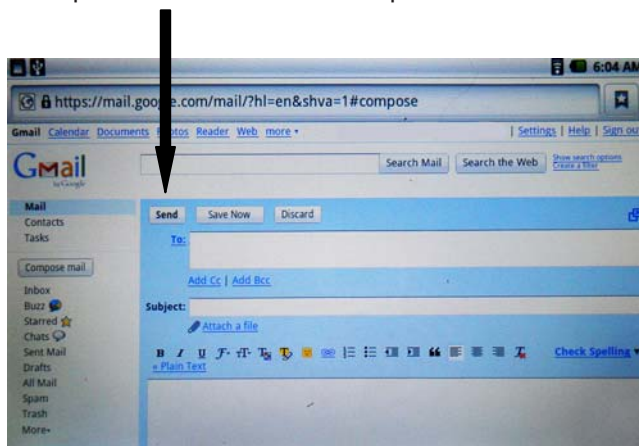 6:04 AM
https://mail.google.com/mail/?hl=en&shva=1#compose
Gmail Calendar Documents Photos Reader Web more ▾ | Settings | Help | Sign out
GMail
by Google
Search Mail Search the Web
Show search options
Create a filter
Mail
Contacts
Tasks
Compose mail
Inbox
Buzz
Starred
Chats
Sent Mail
Drafts
All Mail
Spam
Trash
More▾
Send Save Now Discard
To:
Add Cc | Add Bcc
Subject:
Attach a file
B I U
« Plain Text
Check Spelling ▾